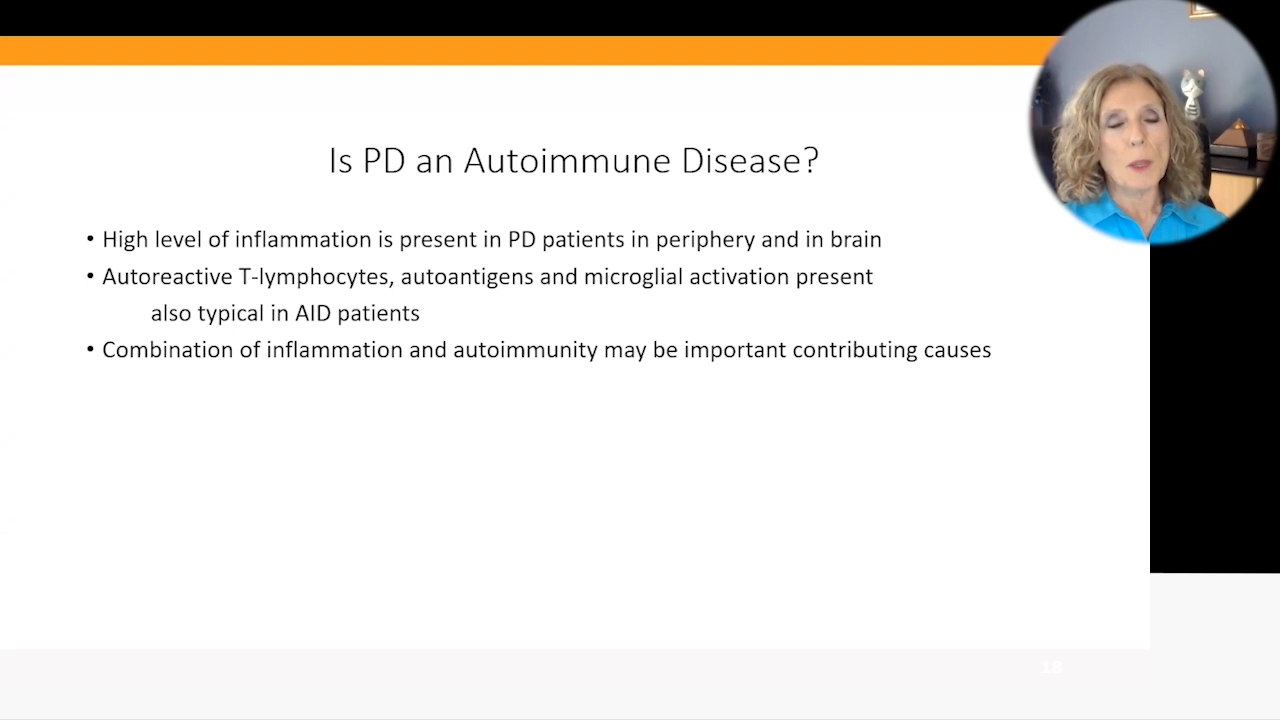 Is PD an Autoimmune Disease?
• High level of inflammation is present in PD patients in periphery and in brain
• Autoreactive T-lymphocytes, autoantigens and microglial activation present
also typical in AID patients
• Combination of inflammation and autoimmunity may be important contributing causes
18